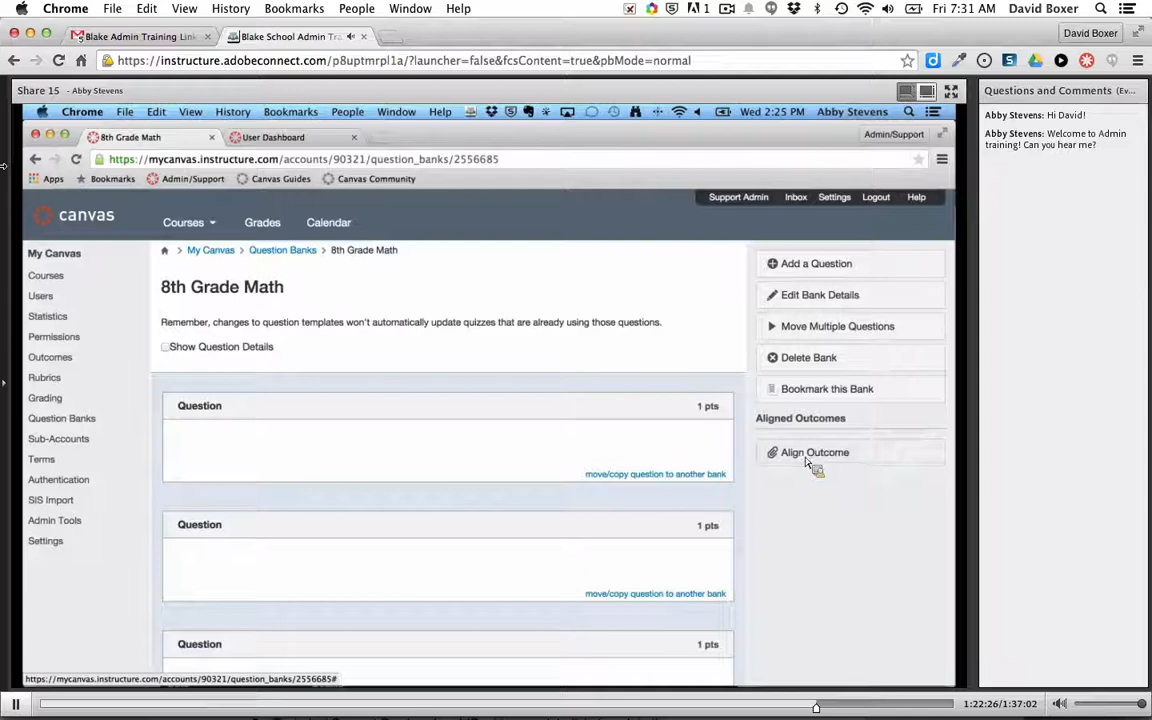 Chrome File Edit View History Bookmarks People Window Help 1 Fri 7:31 AM David Boxer
Blake Admin Training Lin × Blake School Admin Tra × David Boxer
https://instructure.adobeconnect.com/p8uptmrpl1a/?launcher=false&fcsContent=true&pbMode=normal
Share 15 - Abby Stevens
Chrome File Edit View History Bookmarks People Window Help Wed 2:25 PM Abby Stevens
8th Grade Math × User Dashboard × Admin/Support
https://mycanvas.instructure.com/accounts/90321/question_banks/2556685
Apps Bookmarks Admin/Support Canvas Guides Canvas Community
Support Admin Inbox Settings Logout Help
canvas Courses Grades Calendar
My Canvas
Courses
Users
Statistics
Permissions
Outcomes
Rubrics
Grading
Question Banks
Sub-Accounts
Terms
Authentication
SIS Import
Admin Tools
Settings
My Canvas > Question Banks > 8th Grade Math
8th Grade Math
Remember, changes to question templates won't automatically update quizzes that are already using those questions.
Show Question Details
Question 1 pts
move/copy question to another bank
Question 1 pts
move/copy question to another bank
Question 1 pts
Add a Question
Edit Bank Details
Move Multiple Questions
Delete Bank
Bookmark this Bank
Aligned Outcomes
Align Outcome
https://mycanvas.instructure.com/accounts/90321/question_banks/2556685#
Questions and Comments (Ev...
Abby Stevens: Hi David!
Abby Stevens: Welcome to Admin
training! Can you hear me?
1:22:26/1:37:02